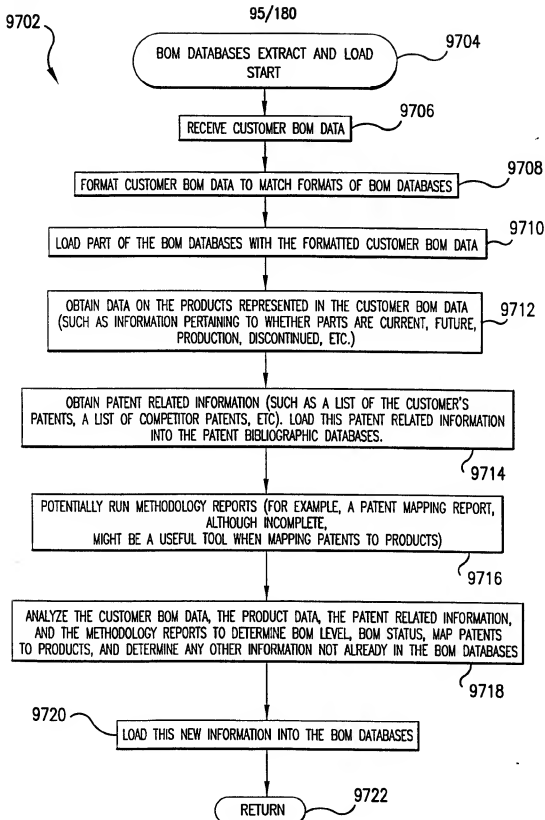 95/180
9702
BOM DATABASES EXTRACT AND LOAD
START
9704
RECEIVE CUSTOMER BOM DATA
9706
FORMAT CUSTOMER BOM DATA TO MATCH FORMATS OF BOM DATABASES
9708
LOAD PART OF THE BOM DATABASES WITH THE FORMATTED CUSTOMER BOM DATA
9710
OBTAIN DATA ON THE PRODUCTS REPRESENTED IN THE CUSTOMER BOM DATA
(SUCH AS INFORMATION PERTAINING TO WHETHER PARTS ARE CURRENT, FUTURE,
PRODUCTION, DISCONTINUED, ETC.)
9712
OBTAIN PATENT RELATED INFORMATION (SUCH AS A LIST OF THE CUSTOMER'S
PATENTS, A LIST OF COMPETITOR PATENTS, ETC). LOAD THIS PATENT RELATED INFORMATION
INTO THE PATENT BIBLIOGRAPHIC DATABASES.
9714
POTENTIALLY RUN METHODOLOGY REPORTS (FOR EXAMPLE, A PATENT MAPPING REPORT,
ALTHOUGH INCOMPLETE,
MIGHT BE A USEFUL TOOL WHEN MAPPING PATENTS TO PRODUCTS)
9716
ANALYZE THE CUSTOMER BOM DATA, THE PRODUCT DATA, THE PATENT RELATED INFORMATION,
AND THE METHODOLOGY REPORTS TO DETERMINE BOM LEVEL, BOM STATUS, MAP PATENTS
TO PRODUCTS, AND DETERMINE ANY OTHER INFORMATION NOT ALREADY IN THE BOM DATABASES
9718
9720
LOAD THIS NEW INFORMATION INTO THE BOM DATABASES
RETURN
9722